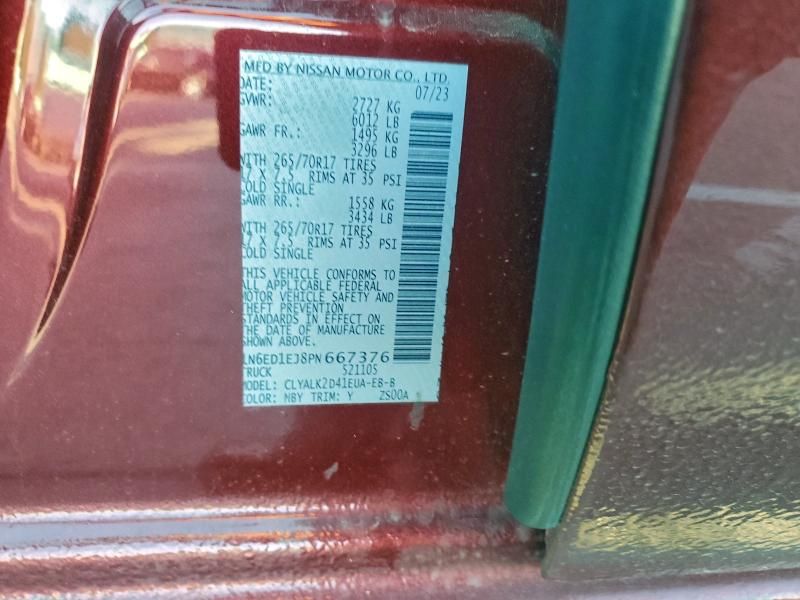 MFD BY NISSAN MOTOR CO., LTD.
DATE: 07/23
GVWR: 2727 KG
6012 LB
GAWR FR.: 1495 KG
3296 LB
WITH 265/70R17 TIRES
17 X 7.5 RIMS AT 35 PSI
COLD SINGLE
GAWR RR.: 1558 KG
3434 LB
WITH 265/70R17 TIRES
17 X 7.5 RIMS AT 35 PSI
COLD SINGLE
THIS VEHICLE CONFORMS TO
ALL APPLICABLE FEDERAL
MOTOR VEHICLE SAFETY AND
THEFT PREVENTION
STANDARDS IN EFFECT ON
THE DATE OF MANUFACTURE
SHOWN ABOVE.
1N6ED1EJ8PN667376
TRUCK 521105
MODEL: CLYALK2D41EUA-EB-B
COLOR: NBY TRIM: Y ZS00A